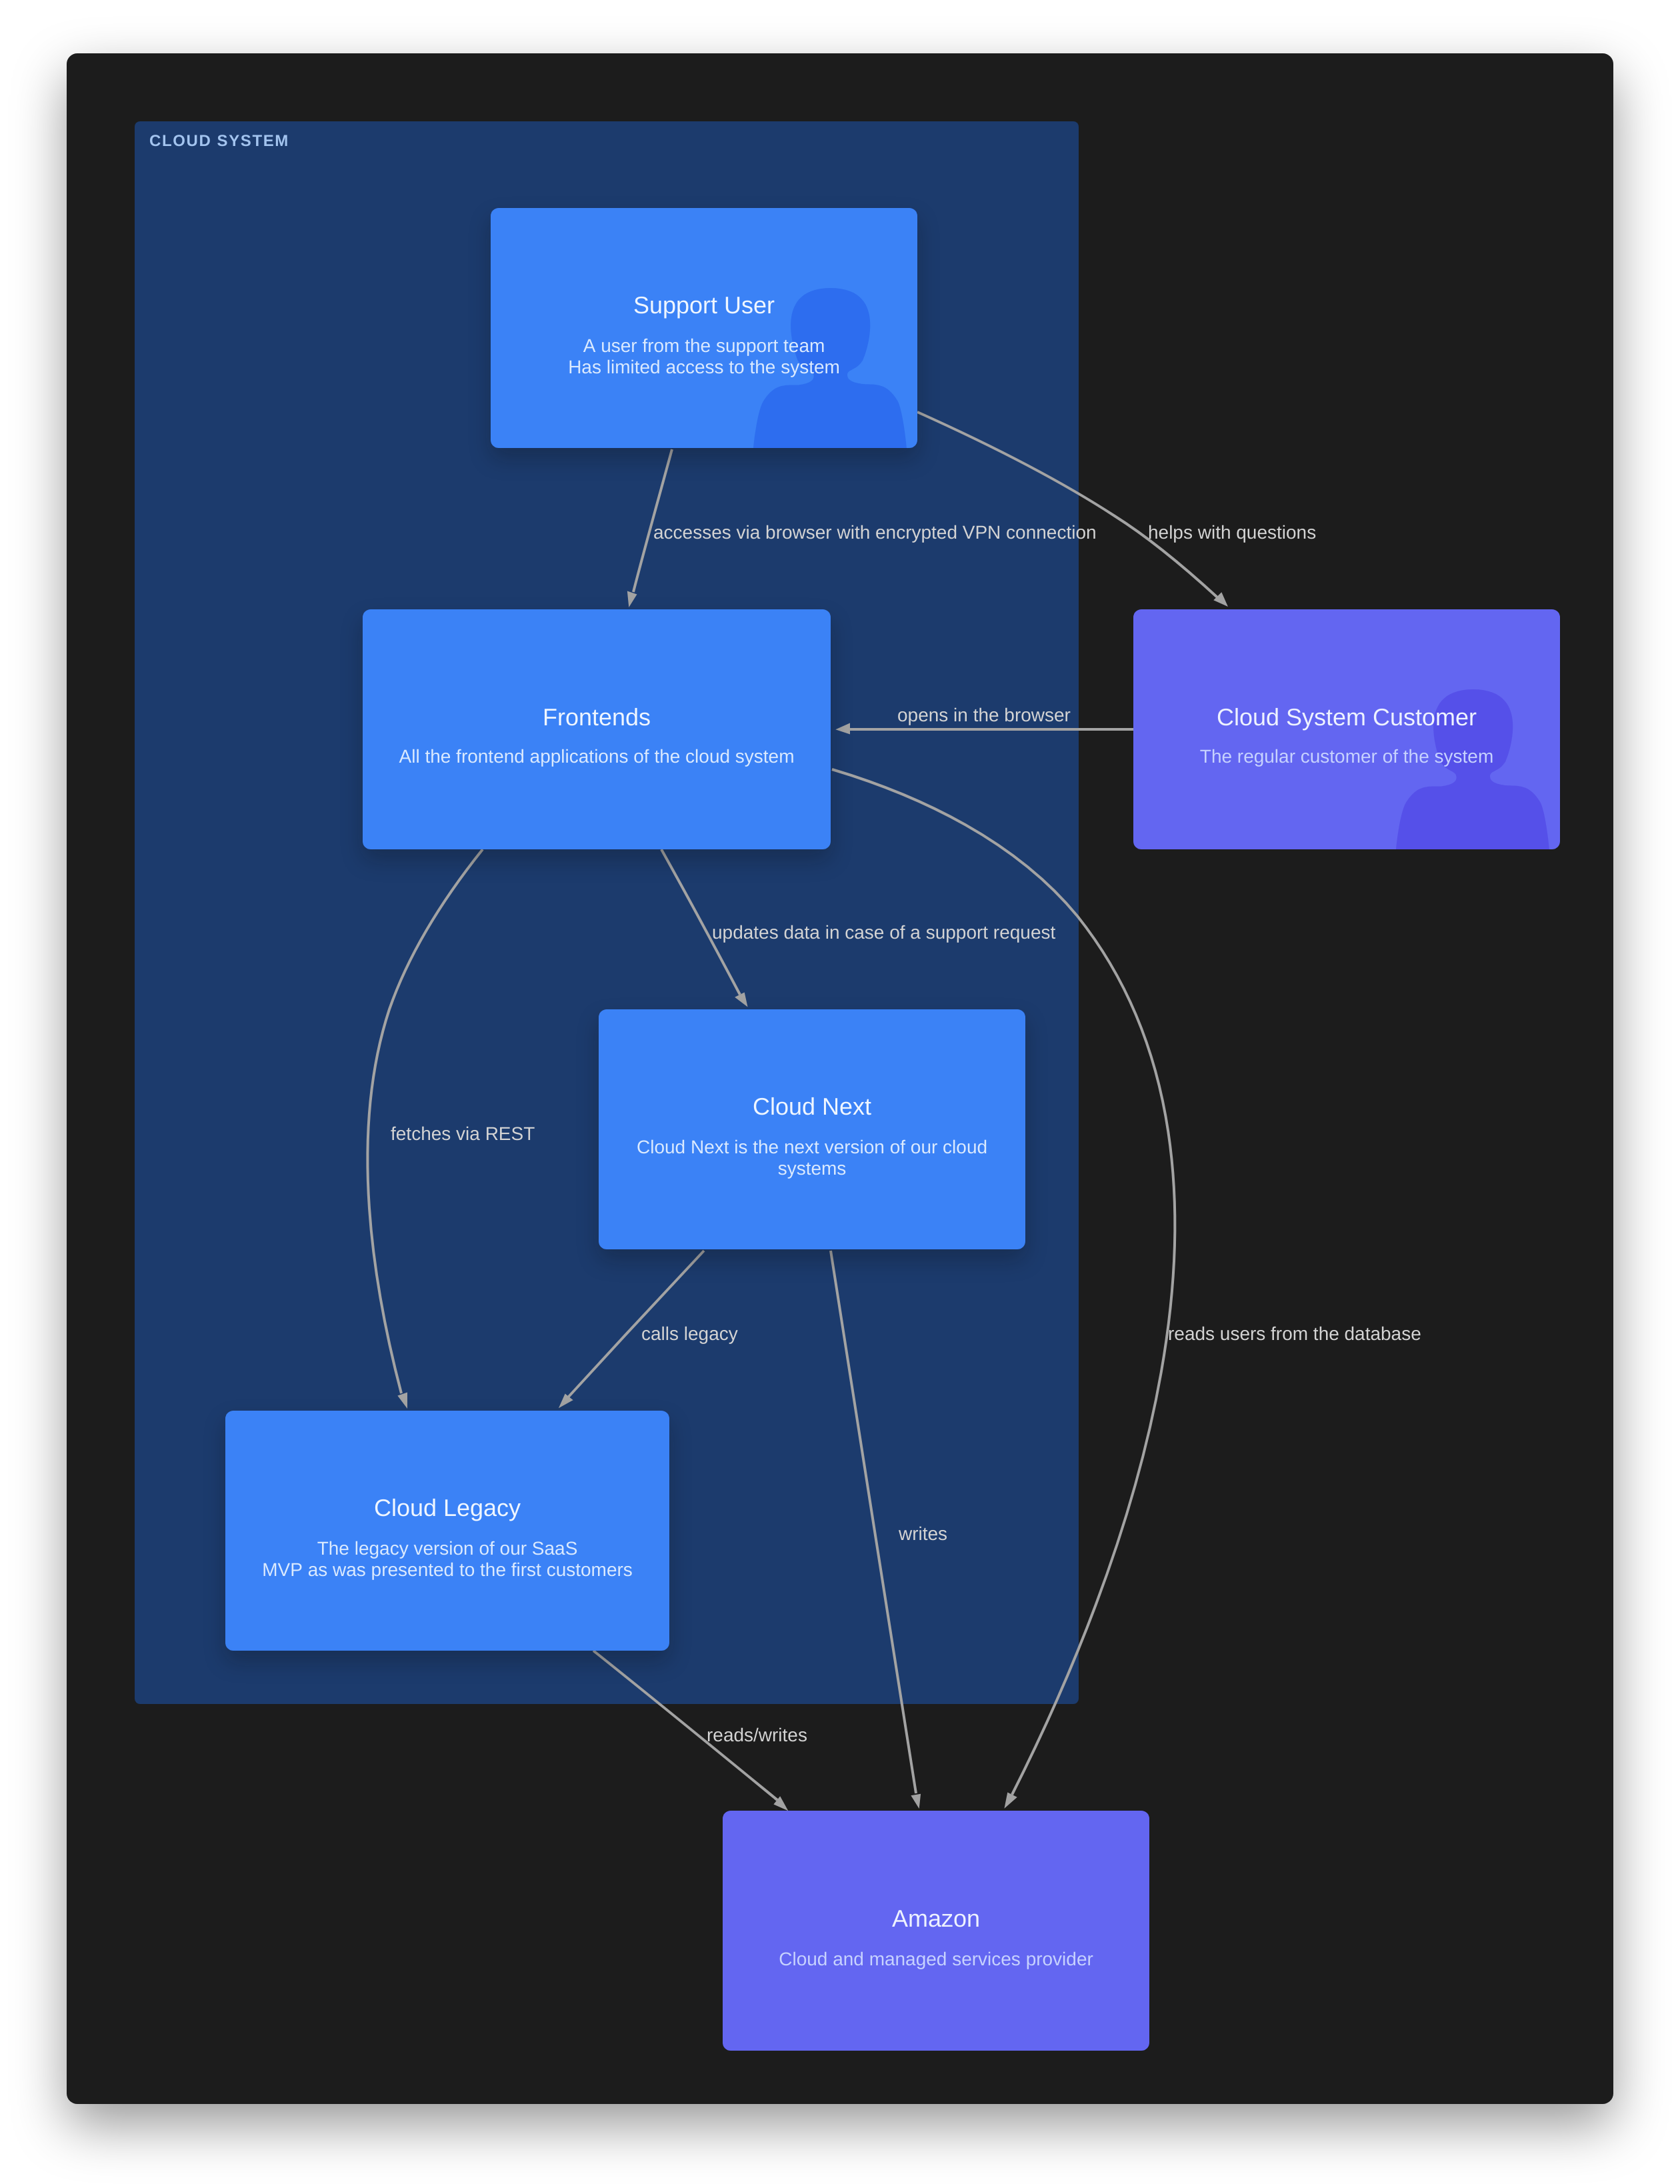 CLOUD SYSTEM
Support User
A user from the support team
Has limited access to the system
accesses via browser with encrypted VPN connection
helps with questions
Frontends
All the frontend applications of the cloud system
opens in the browser
Cloud System Customer
The regular customer of the system
updates data in case of a support request
Cloud Next
Cloud Next is the next version of our cloud
systems
fetches via REST
calls legacy
reads users from the database
Cloud Legacy
The legacy version of our SaaS
MVP as was presented to the first customers
writes
reads/writes
Amazon
Cloud and managed services provider